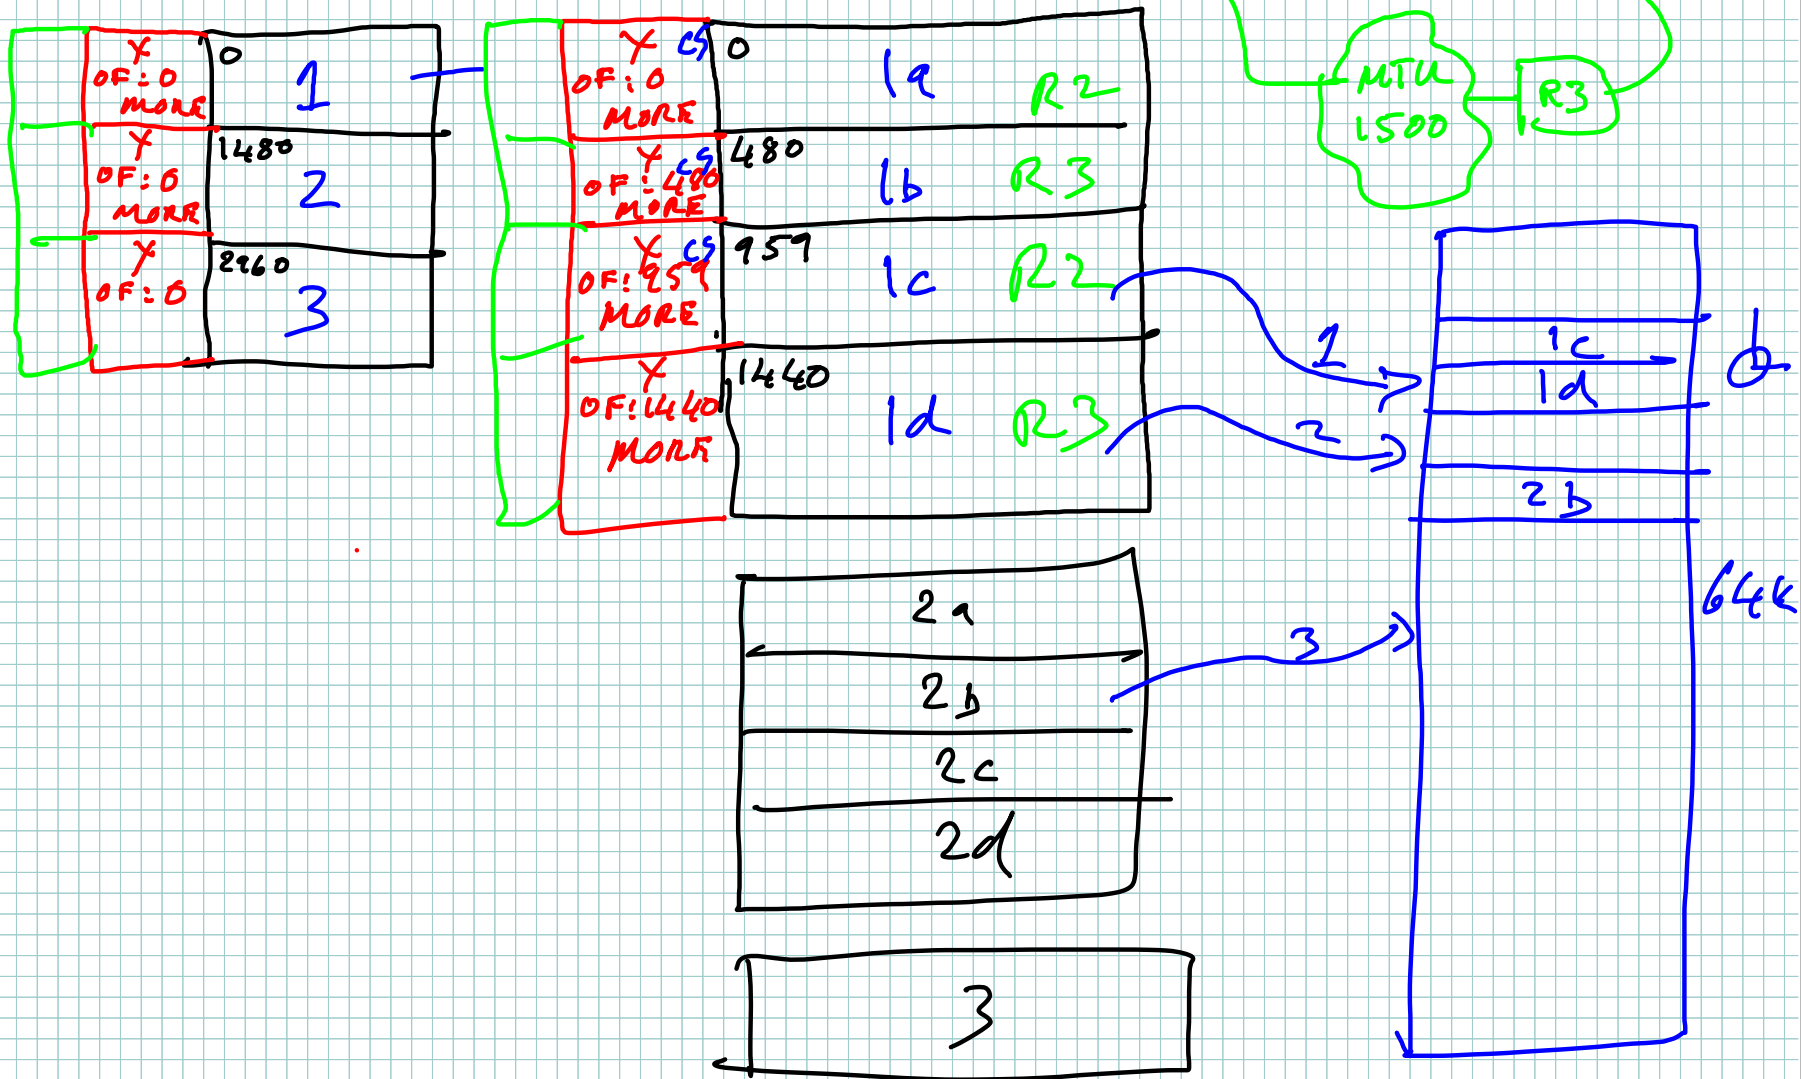 X
OF:0
MORE
0
1
X
OF:0
MORE
1480
2
X
OF:0
2960
3
X CS
OF:0
MORE
0
1a
R2
X CS
OF:480
MORE
480
1b
R3
X CS
OF:959
MORE
959
1c
R2
X
OF:1440
MORE
1440
1d
R3
MTU
1500
R3
2a
2b
2c
2d
3
1
2
3
1c
1d
2b
64k